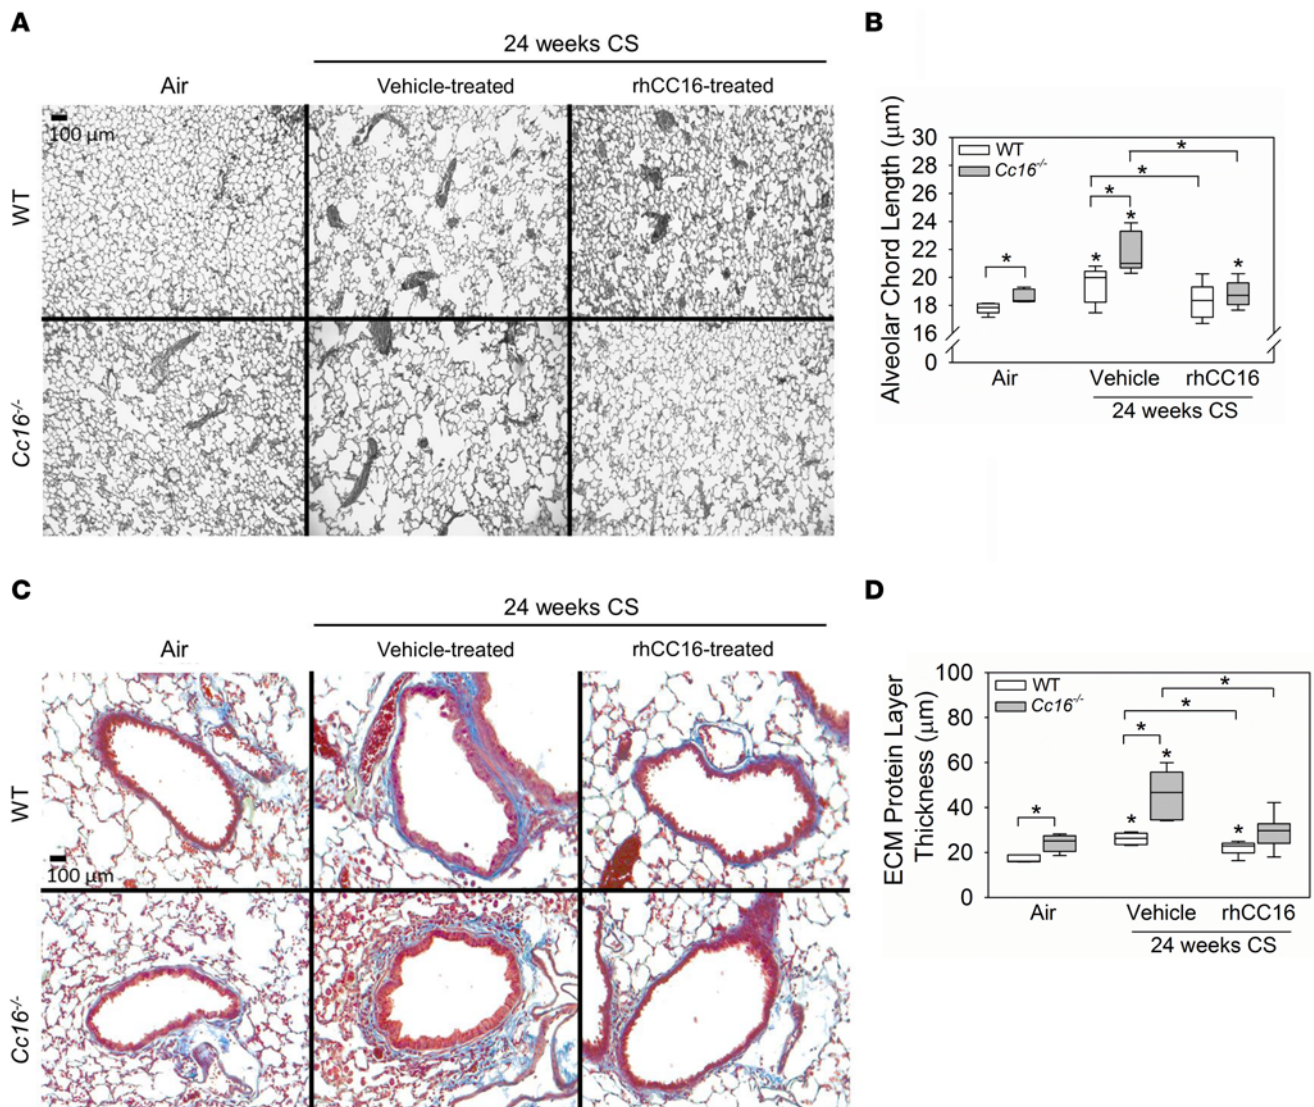 A
24 weeks CS
Air
Vehicle-treated
rhCC16-treated
100 µm
WT
Cc16-/-
B
Alveolar Chord Length (µm)
30
28
26
24
22
20
18
16
0
WT
Cc16-/-
*
*
*
*
*
*
*
Air
Vehicle
rhCC16
24 weeks CS
C
24 weeks CS
Air
Vehicle-treated
rhCC16-treated
WT
100 µm
Cc16-/-
D
ECM Protein Layer
Thickness (µm)
100
80
60
40
20
0
WT
Cc16-/-
*
*
*
*
*
*
*
Air
Vehicle
rhCC16
24 weeks CS